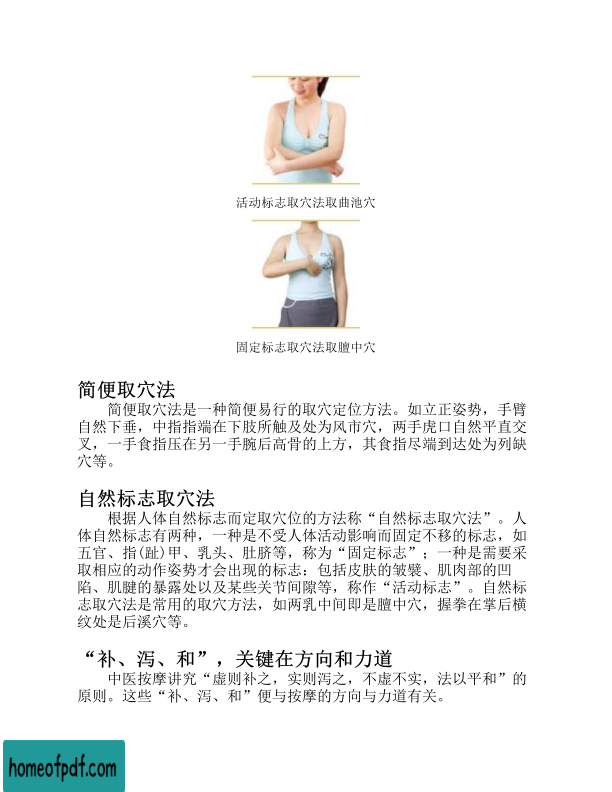 活动标志取穴法取曲池穴
固定标志取穴法取膻中穴
简便取穴法
简便取穴法是一种简便易行的取穴定位方法。如立正姿势，手臂
自然下垂，中指指端在下肢所触及处为风市穴，两手虎口自然平直交
叉，一手食指压在另一手腕后高骨的上方，其食指尽端到达处为列缺
穴等。
自然标志取穴法
根据人体自然标志而定取穴位的方法称“自然标志取穴法”。人
体自然标志有两种，一种是不受人体活动影响而固定不移的标志，如
五官、指(趾)甲、乳头、肚脐等，称为“固定标志”；一种是需要采
取相应的动作姿势才会出现的标志：包括皮肤的皱襞、肌肉部的凹
陷、肌腱的暴露处以及某些关节间隙等，称作“活动标志”。自然标
志取穴法是常用的取穴方法，如两乳中间即是膻中穴，握拳在掌后横
纹处是后溪穴等。
“补、泻、和”，关键在方向和力道
中医按摩讲究“虚则补之，实则泻之，不虚不实，法以平和”的
原则。这些“补、泻、和”便与按摩的方向与力道有关。
homeofpdf.com